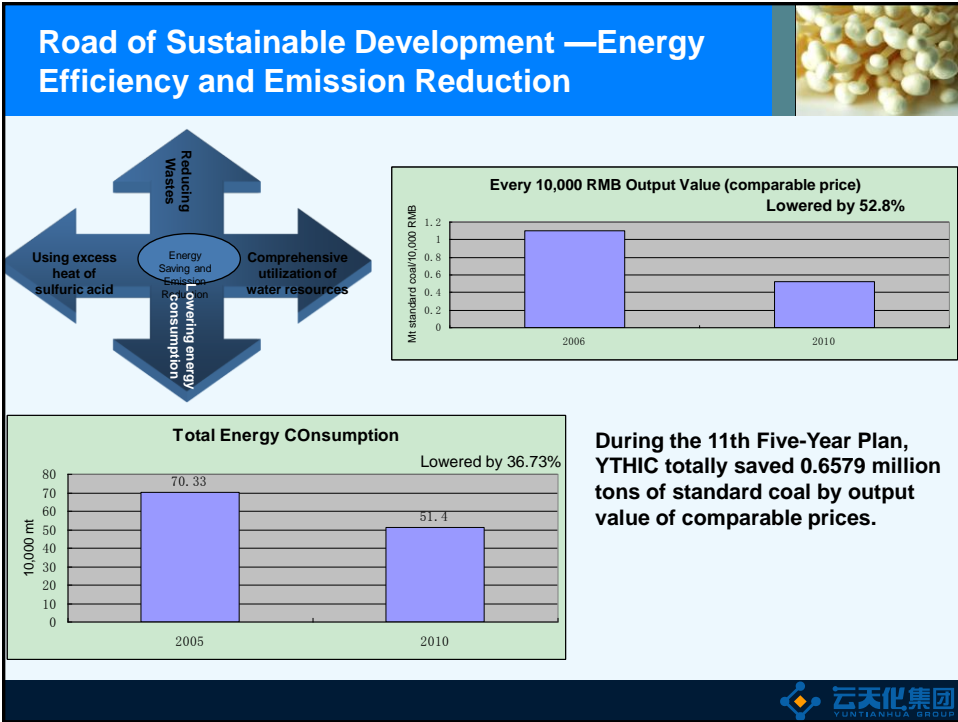 Road of Sustainable Development —Energy
Efficiency and Emission Reduction
Reducing
Wastes
Using excess
heat of
sulfuric acid
Energy
Saving and
Emission
Reduction
Comprehensive
utilization of
water resources
Lowering energy
consumption
Every 10,000 RMB Output Value (comparable price)
Lowered by 52.8%
Mt standard coal/10,000 RMB
1.2
1
0.8
0.6
0.4
0.2
0
2006
2010
Total Energy COnsumption
Lowered by 36.73%
10,000 mt
80
70
60
50
40
30
20
10
0
70.33
51.4
2005
2010
During the 11th Five-Year Plan,
YTHIC totally saved 0.6579 million
tons of standard coal by output
value of comparable prices.
云天化集团
YUNTIANHUA GROUP